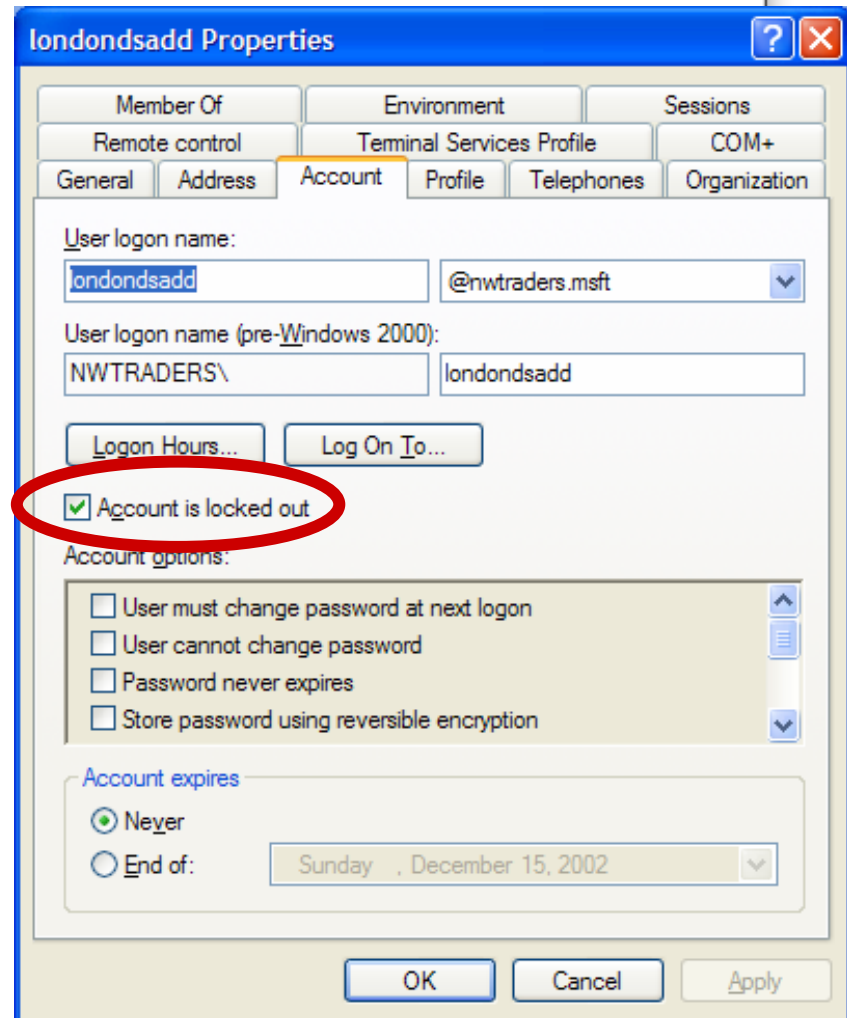 londondsadd Properties
Member Of Environment Sessions
Remote control Terminal Services Profile COM+
General Address Account Profile Telephones Organization
User logon name:
londondsadd @nwtraders.msft
User logon name (pre-Windows 2000):
NWTRADERS\ londondsadd
Logon Hours... Log On To...
Account is locked out
Account options:
User must change password at next logon
User cannot change password
Password never expires
Store password using reversible encryption
Account expires
Never
End of: Sunday , December 15, 2002
OK Cancel Apply